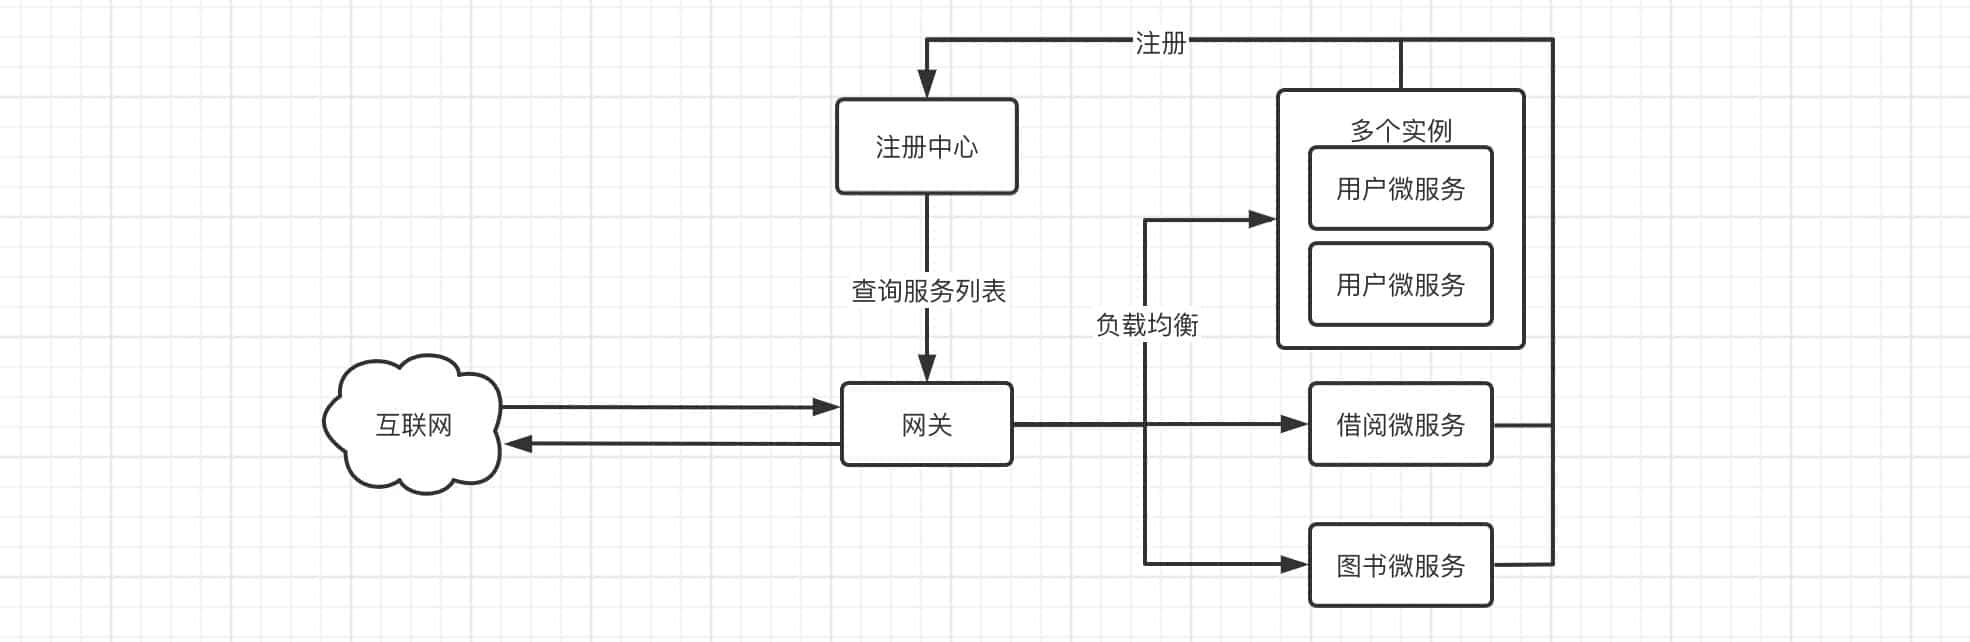 注册
注册中心
多个实例
用户微服务
用户微服务
查询服务列表
负载均衡
互联网
网关
借阅微服务
图书微服务